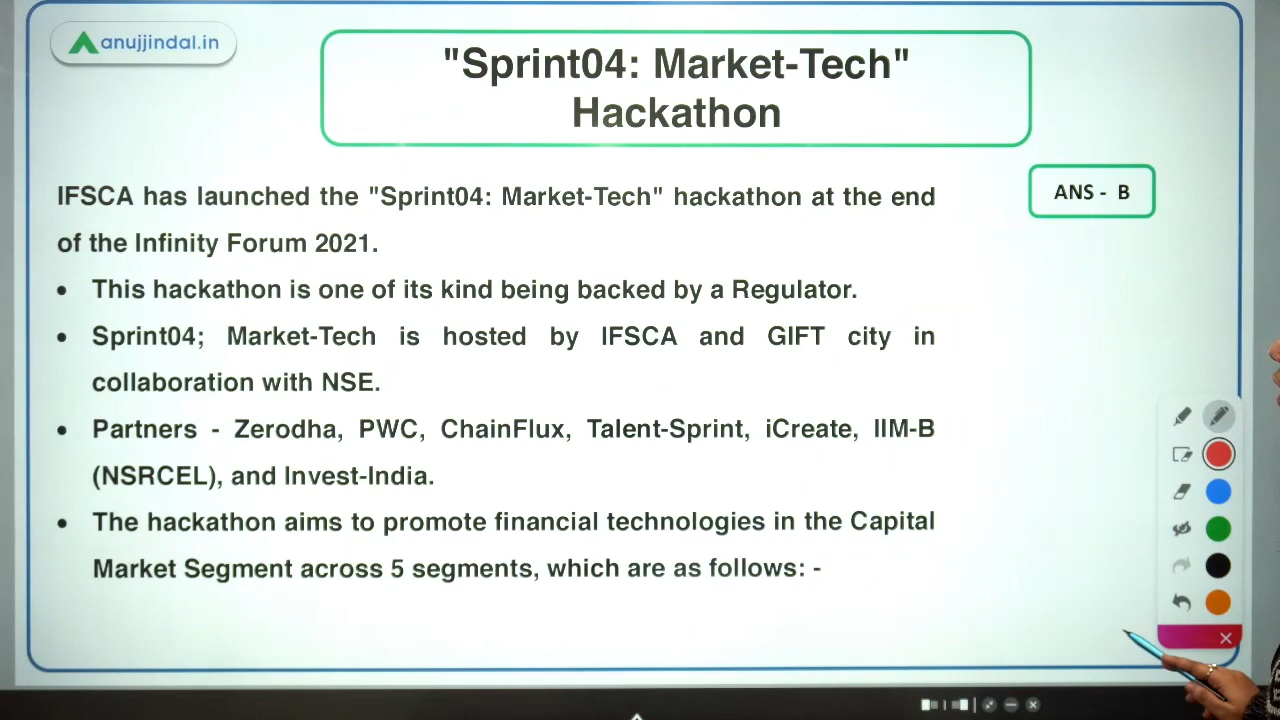 anujjindal.in
"Sprint04: Market-Tech"
Hackathon
IFSCA has launched the "Sprint04: Market-Tech" hackathon at the end
of the Infinity Forum 2021.
ANS - B
• This hackathon is one of its kind being backed by a Regulator.
• Sprint04; Market-Tech is hosted by IFSCA and GIFT city in
collaboration with NSE.
• Partners - Zerodha, PWC, ChainFlux, Talent-Sprint, iCreate, IIM-B
(NSRCEL), and Invest-India.
• The hackathon aims to promote financial technologies in the Capital
Market Segment across 5 segments, which are as follows: -